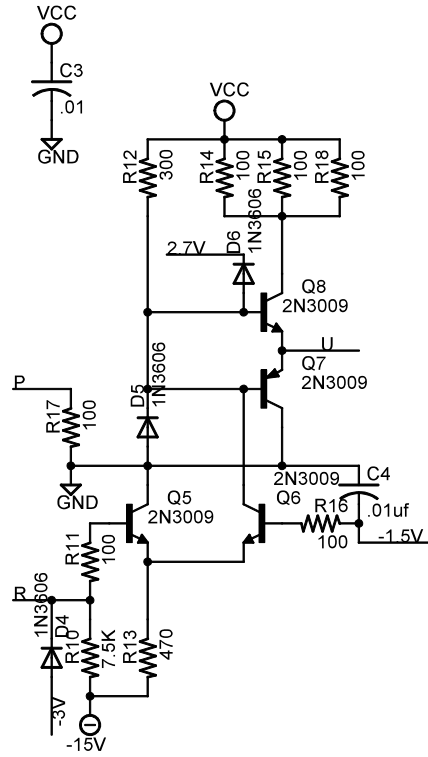 VCC
C3
.01
GND
VCC
R12
300
R14
100
R15
100
R18
100
2.7V
D6
1N3606
Q8
2N3009
U
Q7
2N3009
D5
1N3606
P
R17
100
GND
2N3009
C4
.01uf
Q5
2N3009
Q6
R16
100
-1.5V
R11
100
R
1N3606
D4
R10
7.5K
R13
470
-3V
-15V